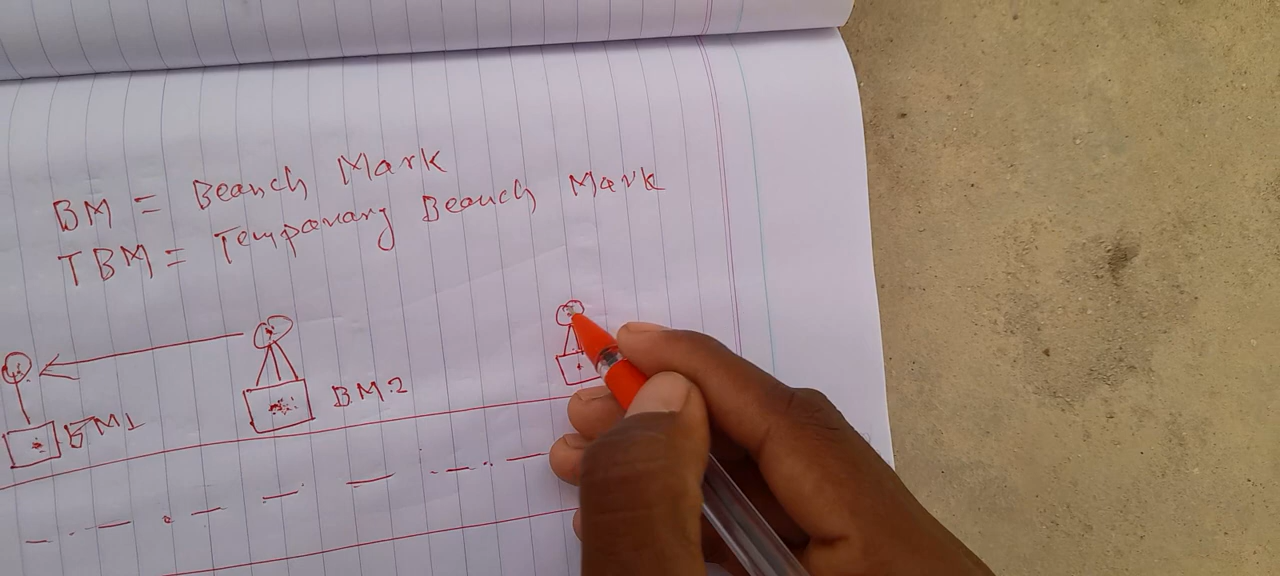 BM = Beanch Mark
TBM = Temparary Beanch Mark
BM1
BM2